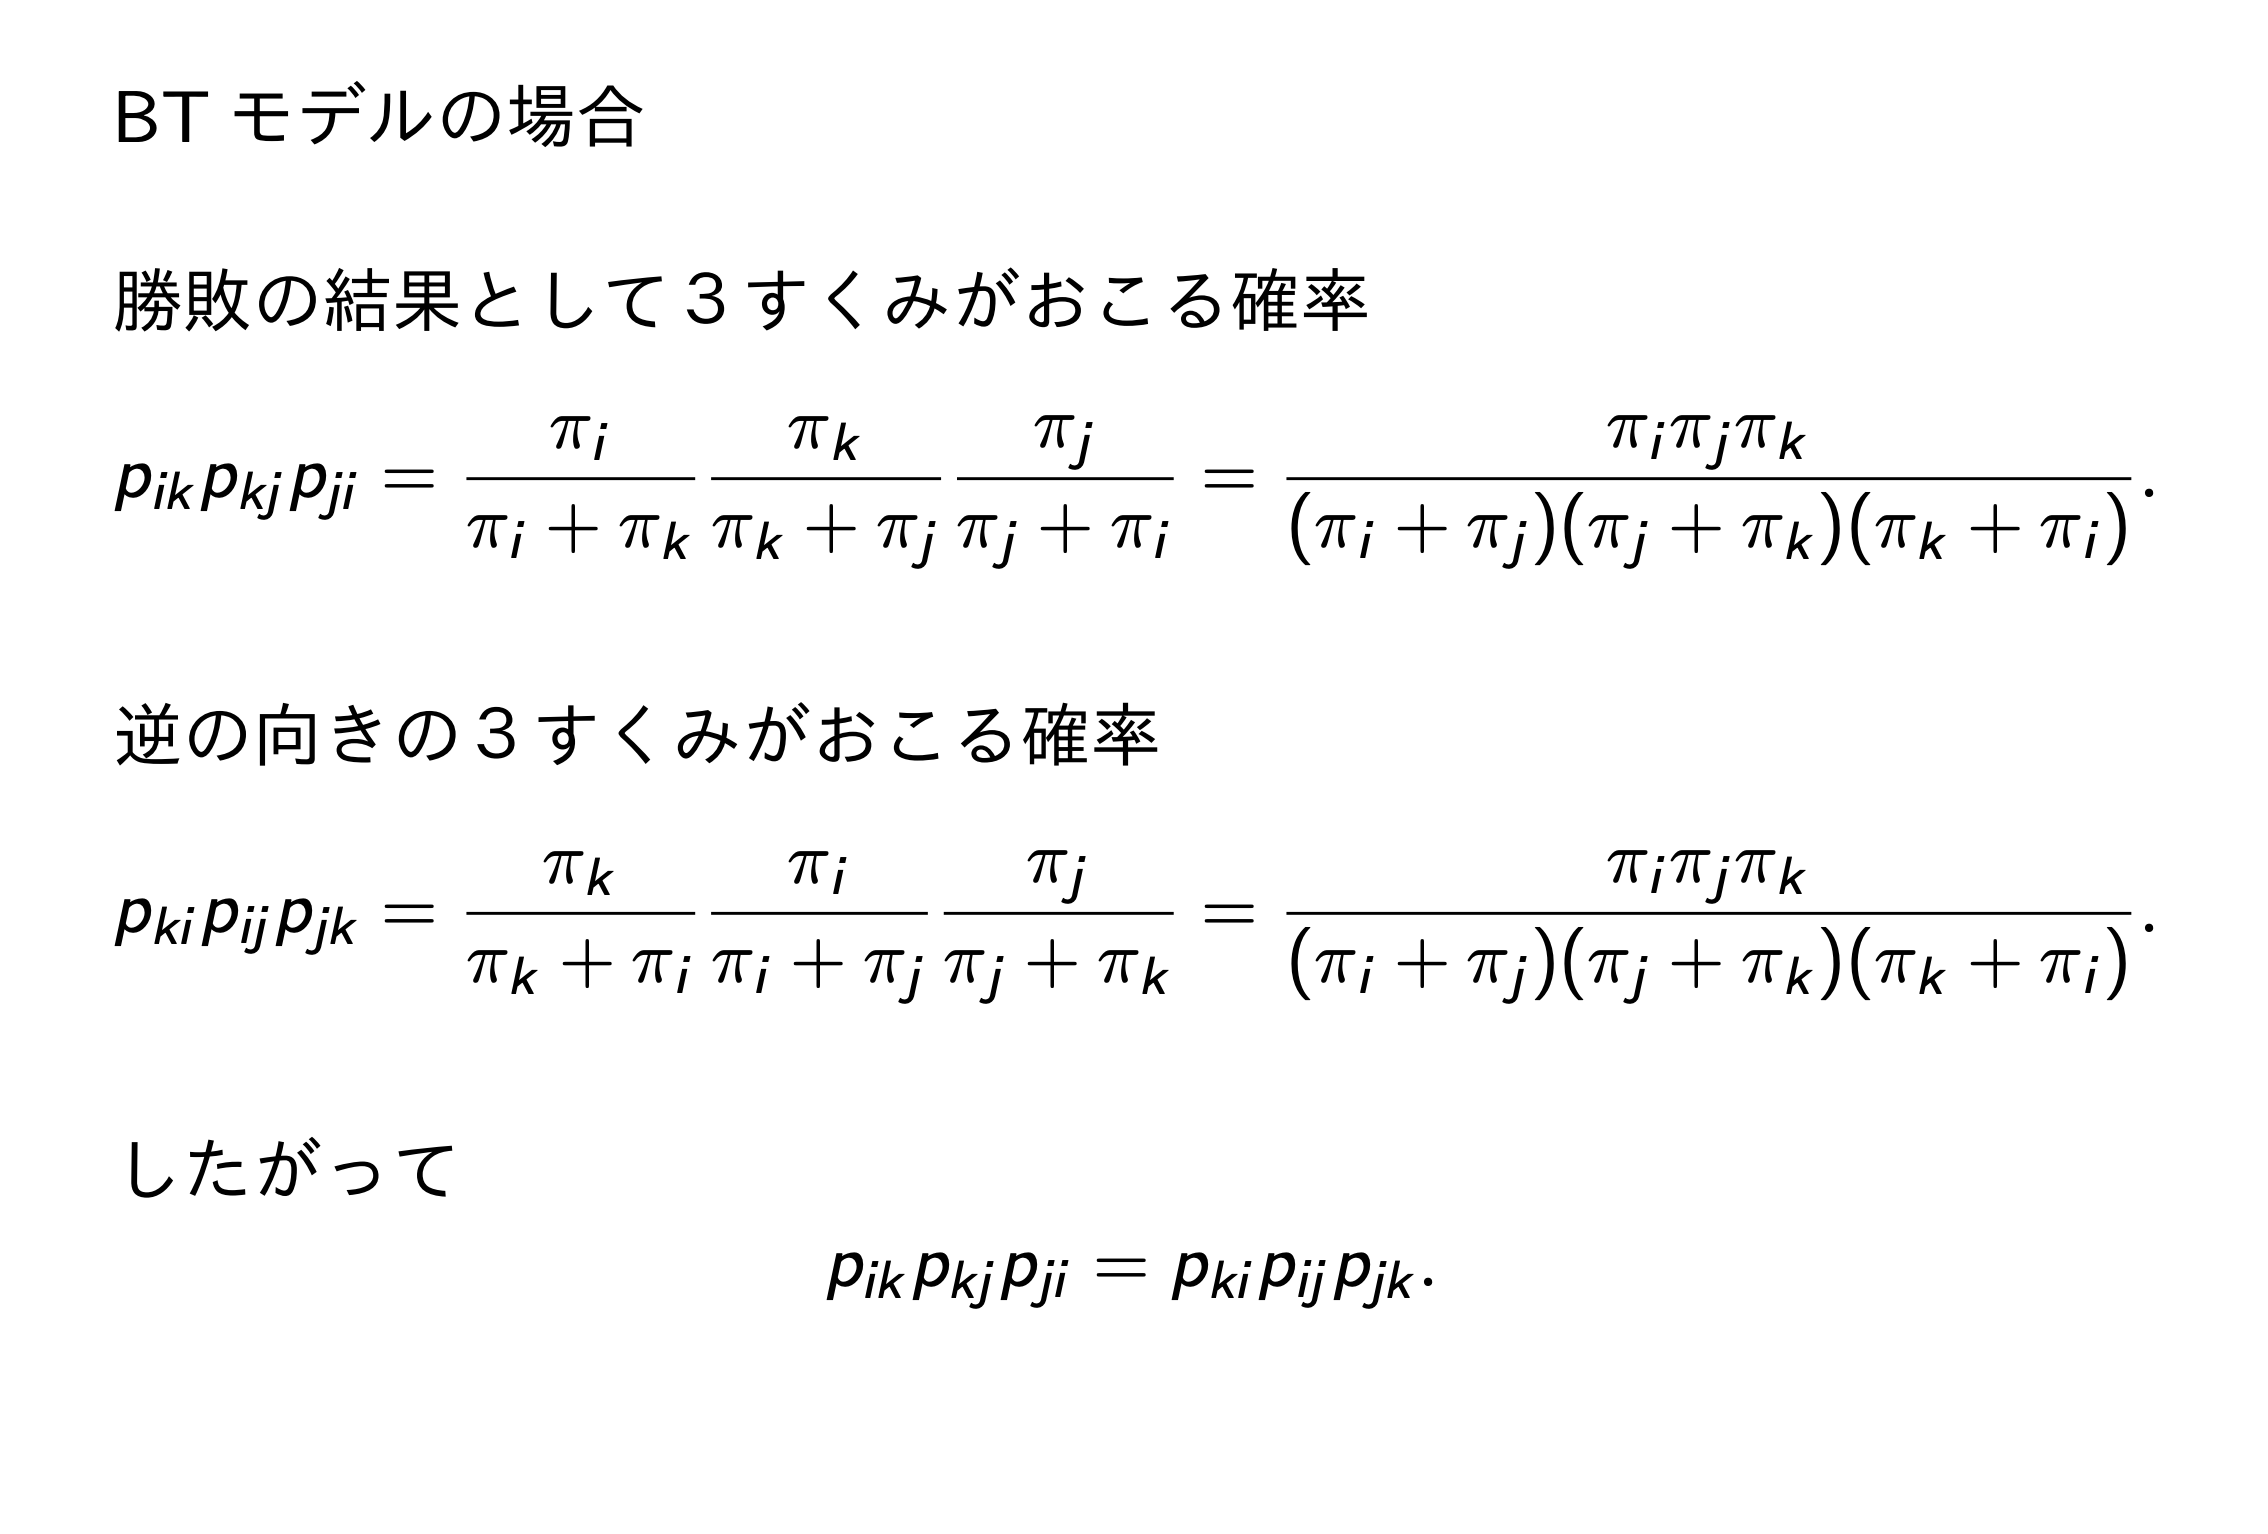 BT モデルの場合
勝敗の結果として３すくみがおこる確率
$p_{ik}p_{kj}p_{ji} = \frac{\pi_i}{\pi_i + \pi_k}\frac{\pi_k}{\pi_k + \pi_j}\frac{\pi_j}{\pi_j + \pi_i} = \frac{\pi_i\pi_j\pi_k}{(\pi_i + \pi_j)(\pi_j + \pi_k)(\pi_k + \pi_i)}.$
逆の向きの３すくみがおこる確率
$p_{ki}p_{ij}p_{jk} = \frac{\pi_k}{\pi_k + \pi_i}\frac{\pi_i}{\pi_i + \pi_j}\frac{\pi_j}{\pi_j + \pi_k} = \frac{\pi_i\pi_j\pi_k}{(\pi_i + \pi_j)(\pi_j + \pi_k)(\pi_k + \pi_i)}.$
したがって
$p_{ik}p_{kj}p_{ji} = p_{ki}p_{ij}p_{jk}.$